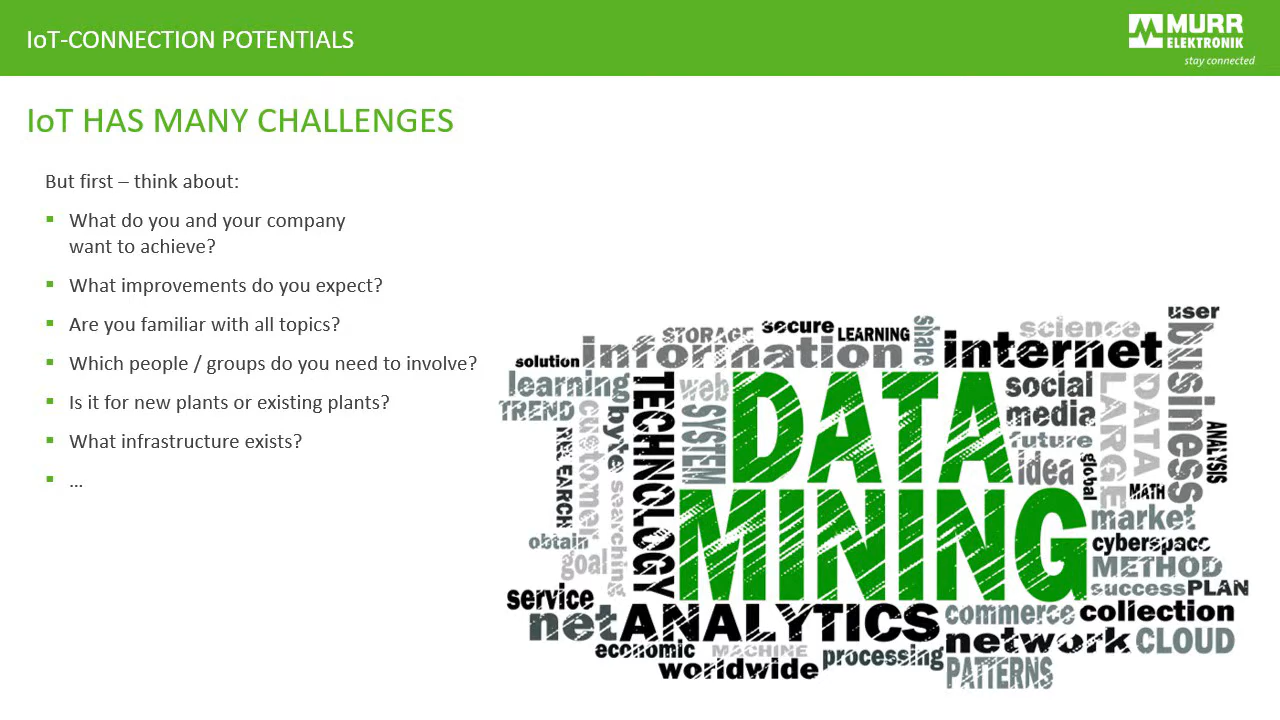 IoT-CONNECTION POTENTIALS
MURR
ELEKTRONIK
stay connected
IoT HAS MANY CHALLENGES
But first – think about:
▪ What do you and your company
want to achieve?
▪ What improvements do you expect?
▪ Are you familiar with all topics?
▪ Which people / groups do you need to involve?
▪ Is it for new plants or existing plants?
▪ What infrastructure exists?
▪ ...
user
STORAGE
secure
LEARNING
share
science
business
solution
information
internet
learning
TECHNOLOGY
web
DATA
social
LARGE
DATA
TREND
customer
byte
SYSTEM
media
ANALYSIS
future
idea
global
MATH
searching
MINING
market
obtain
cyberspace
goal
METHOD
success
PLAN
service
net
ANALYTICS
commerce
collection
economic
MACHINE
network
CLOUD
worldwide
processing
PATTERNS